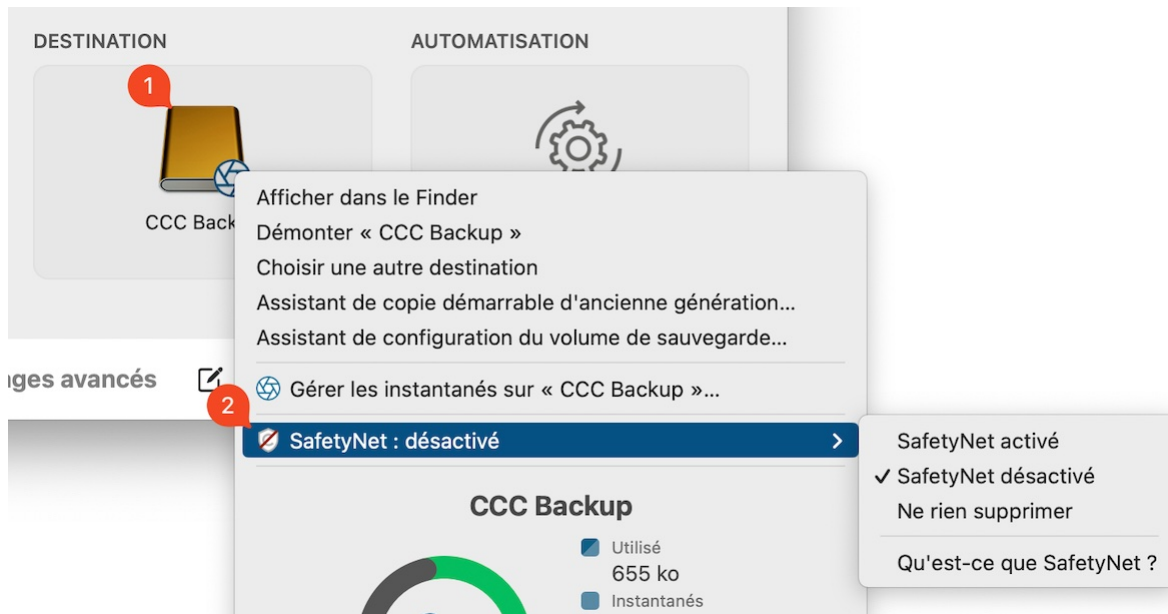 DESTINATION
AUTOMATISATION
1
CCC Back
Afficher dans le Finder
Démonter « CCC Backup »
Choisir une autre destination
Assistant de copie démarrable d'ancienne génération...
Assistant de configuration du volume de sauvegarde...
avancés
Gérer les instantanés sur « CCC Backup »...
2
SafetyNet : désactivé
SafetyNet activé
SafetyNet désactivé
Ne rien supprimer
Qu'est-ce que SafetyNet ?
CCC Backup
Utilisé
655 ko
Instantanés